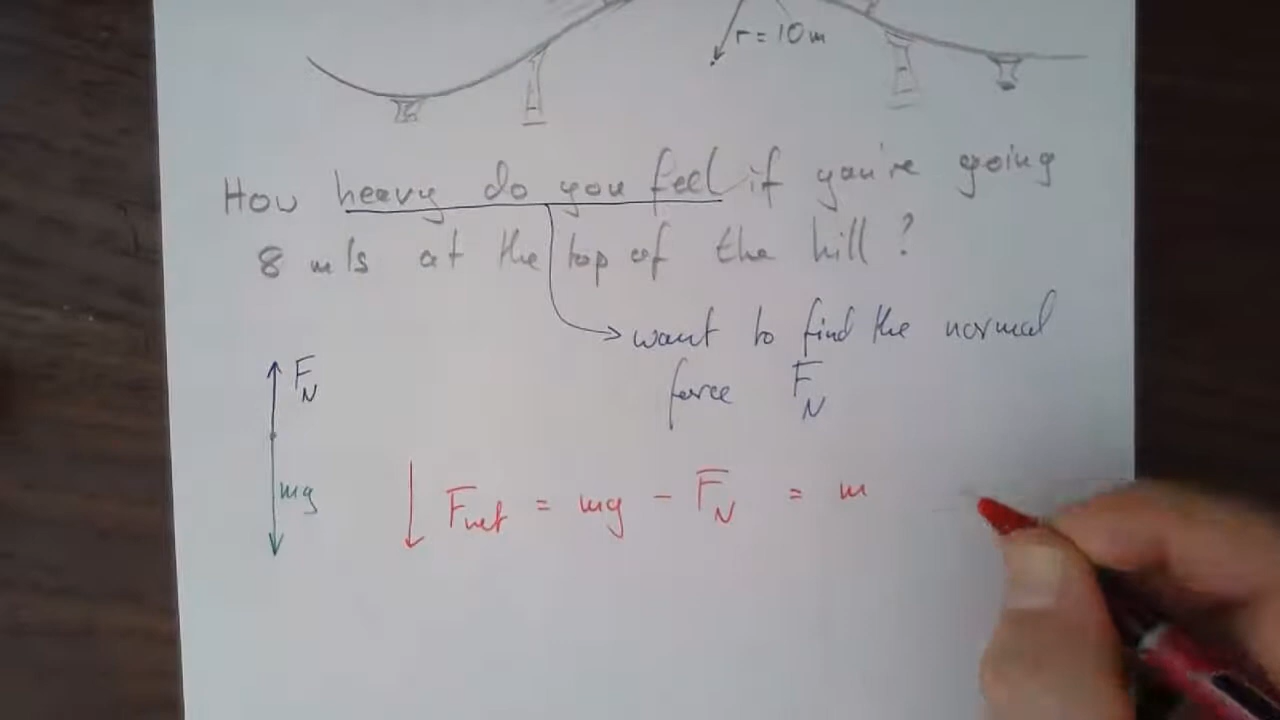 r = 10 m
How heavy do you feel if you're going
8 m/s at the top of the hill?
want to find the normal
force F_N
F_N
mg
F_net = mg - F_N = m